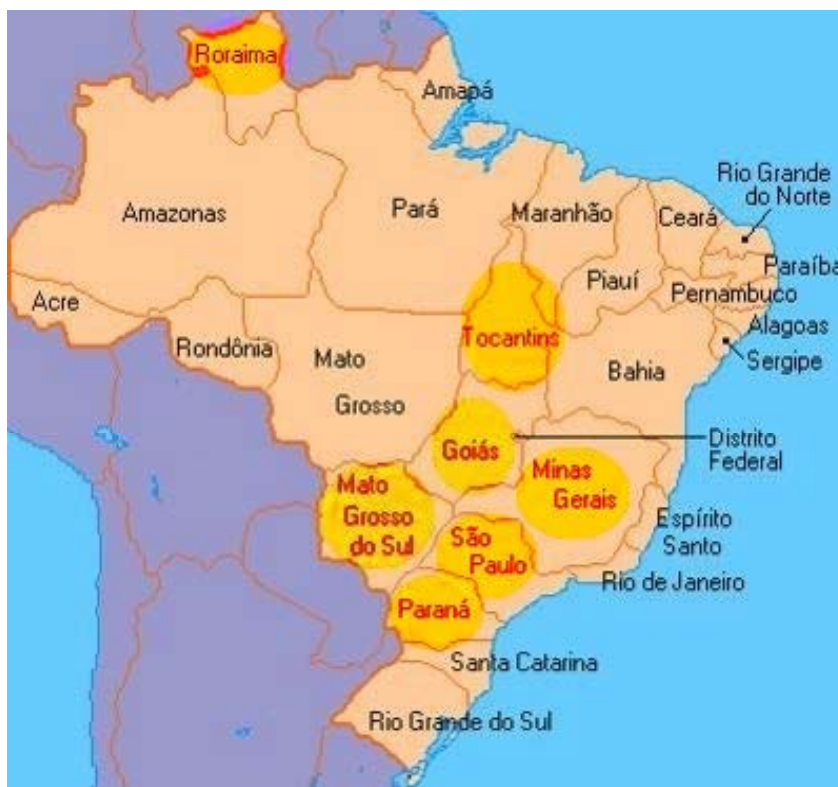 Roraima
Amapá
Rio Grande
do Norte
Amazonas
Pará
Maranhão
Ceará
Paraíba
Piauí
Pernambuco
Acre
Alagoas
Tocantins
Rondônia
Mato
Grosso
Bahia
Sergipe
Goiás
Distrito
Federal
Minas
Gerais
Mato
Grosso
do Sul
Espírito
Santo
São
Paulo
Rio de Janeiro
Paraná
Santa Catarina
Rio Grande do Sul